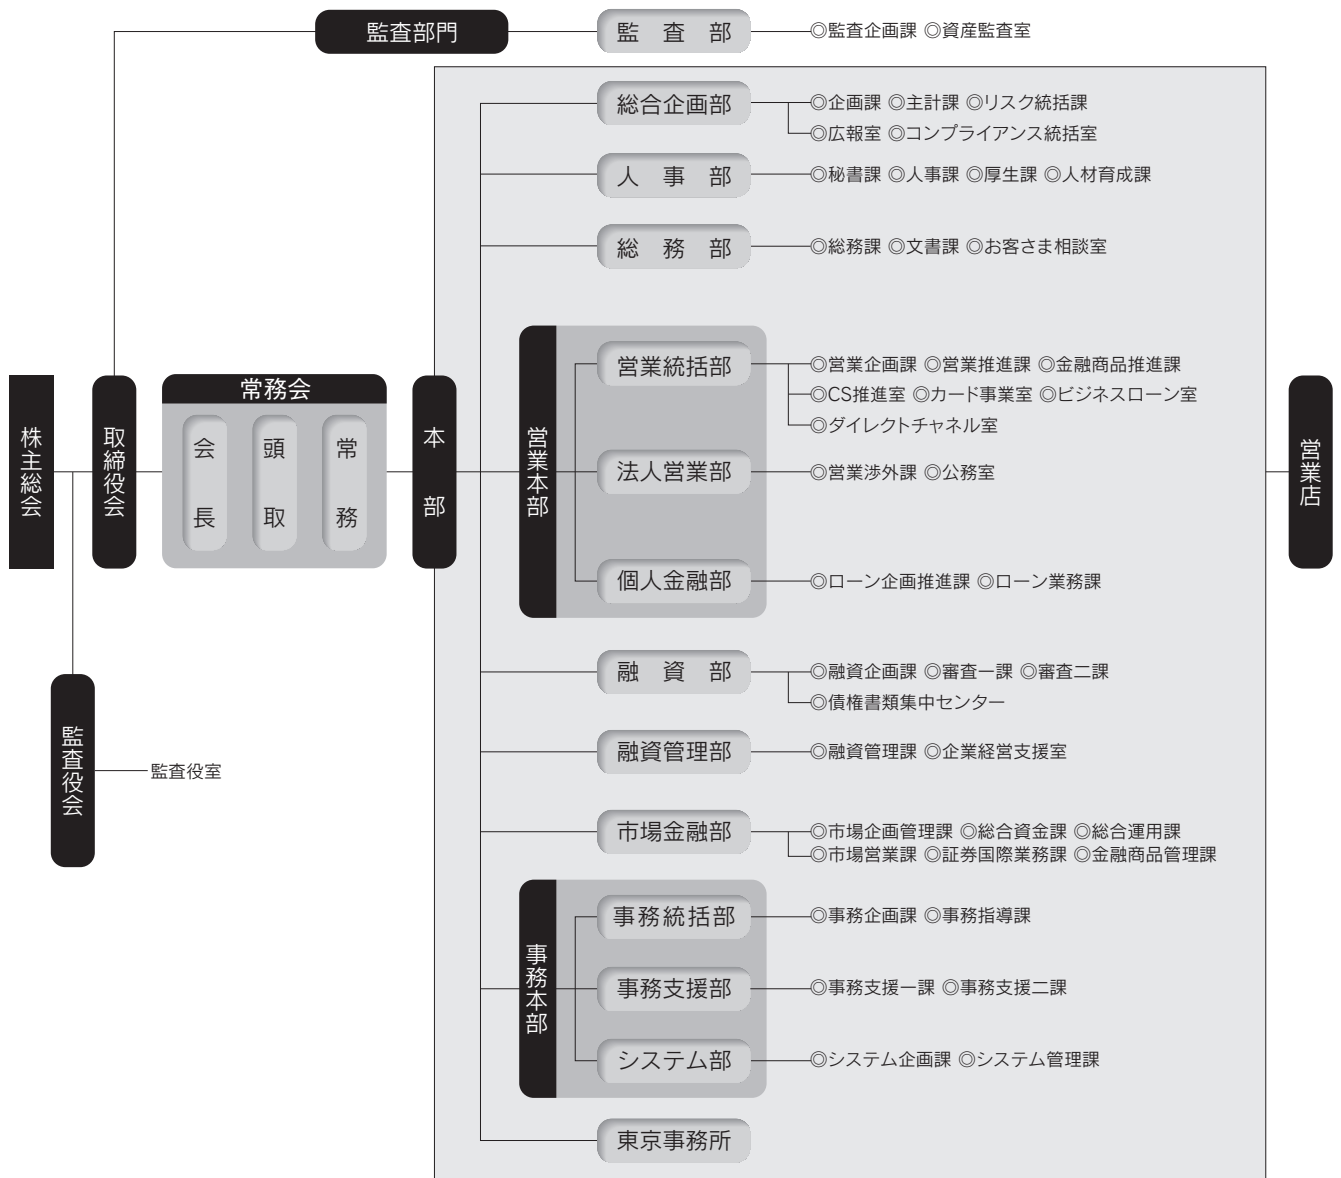 監査部門
監査部
◎監査企画課 ◎資産監査室
総合企画部
◎企画課 ◎主計課 ◎リスク統括課
◎広報室 ◎コンプライアンス統括室
人事部
◎秘書課 ◎人事課 ◎厚生課 ◎人材育成課
総務部
◎総務課 ◎文書課 ◎お客さま相談室
株主総会
取締役会
常務会
会長
頭取
常務
本部
営業本部
営業統括部
◎営業企画課 ◎営業推進課 ◎金融商品推進課
◎CS推進室 ◎カード事業室 ◎ビジネスローン室
◎ダイレクトチャネル室
法人営業部
◎営業渉外課 ◎公務室
個人金融部
◎ローン企画推進課 ◎ローン業務課
営業店
融資部
◎融資企画課 ◎審査一課 ◎審査二課
◎債権書類集中センター
監査役会
監査役室
融資管理部
◎融資管理課 ◎企業経営支援室
市場金融部
◎市場企画管理課 ◎総合資金課 ◎総合運用課
◎市場営業課 ◎証券国際業務課 ◎金融商品管理課
事務本部
事務統括部
◎事務企画課 ◎事務指導課
事務支援部
◎事務支援一課 ◎事務支援二課
システム部
◎システム企画課 ◎システム管理課
東京事務所